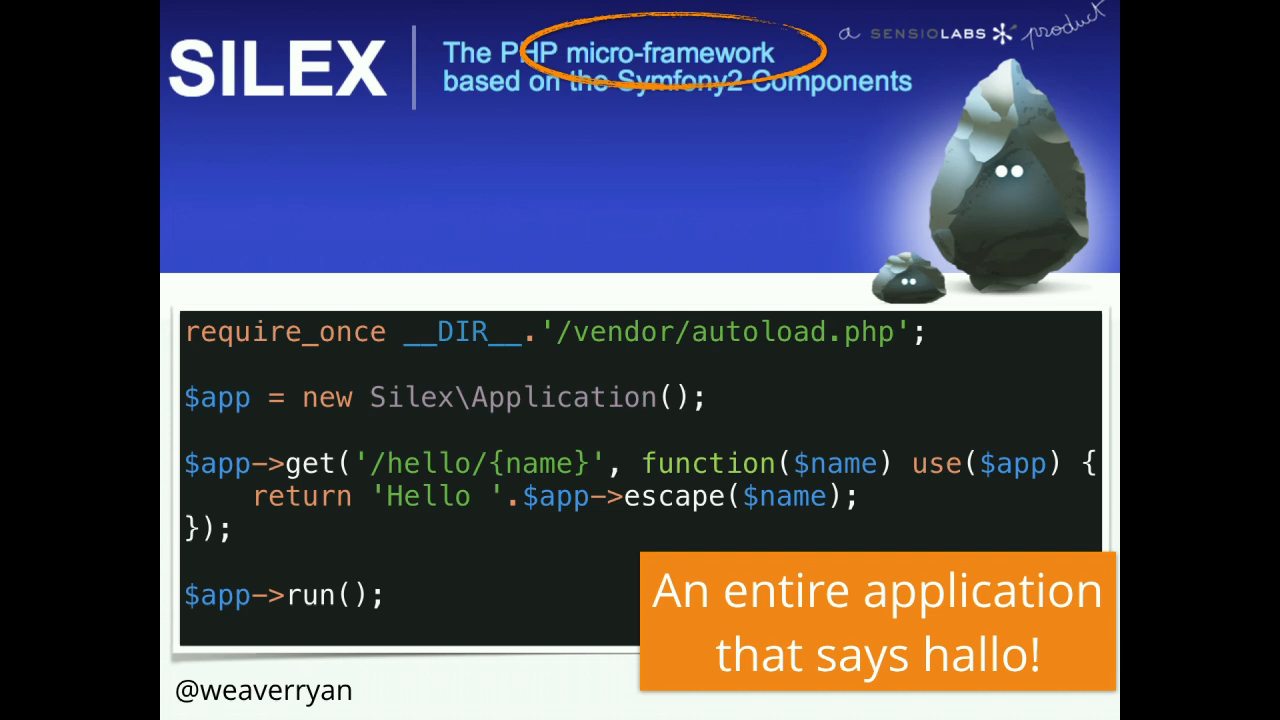 SILEX
The PHP micro-framework
based on the Symfony2 Components
a SENSIOLABS product
require_once __DIR__.'/vendor/autoload.php';
$app = new Silex\Application();
$app->get('/hello/{name}', function($name) use($app) {
    return 'Hello '.$app->escape($name);
});
$app->run();
An entire application
that says hallo!
@weaverryan